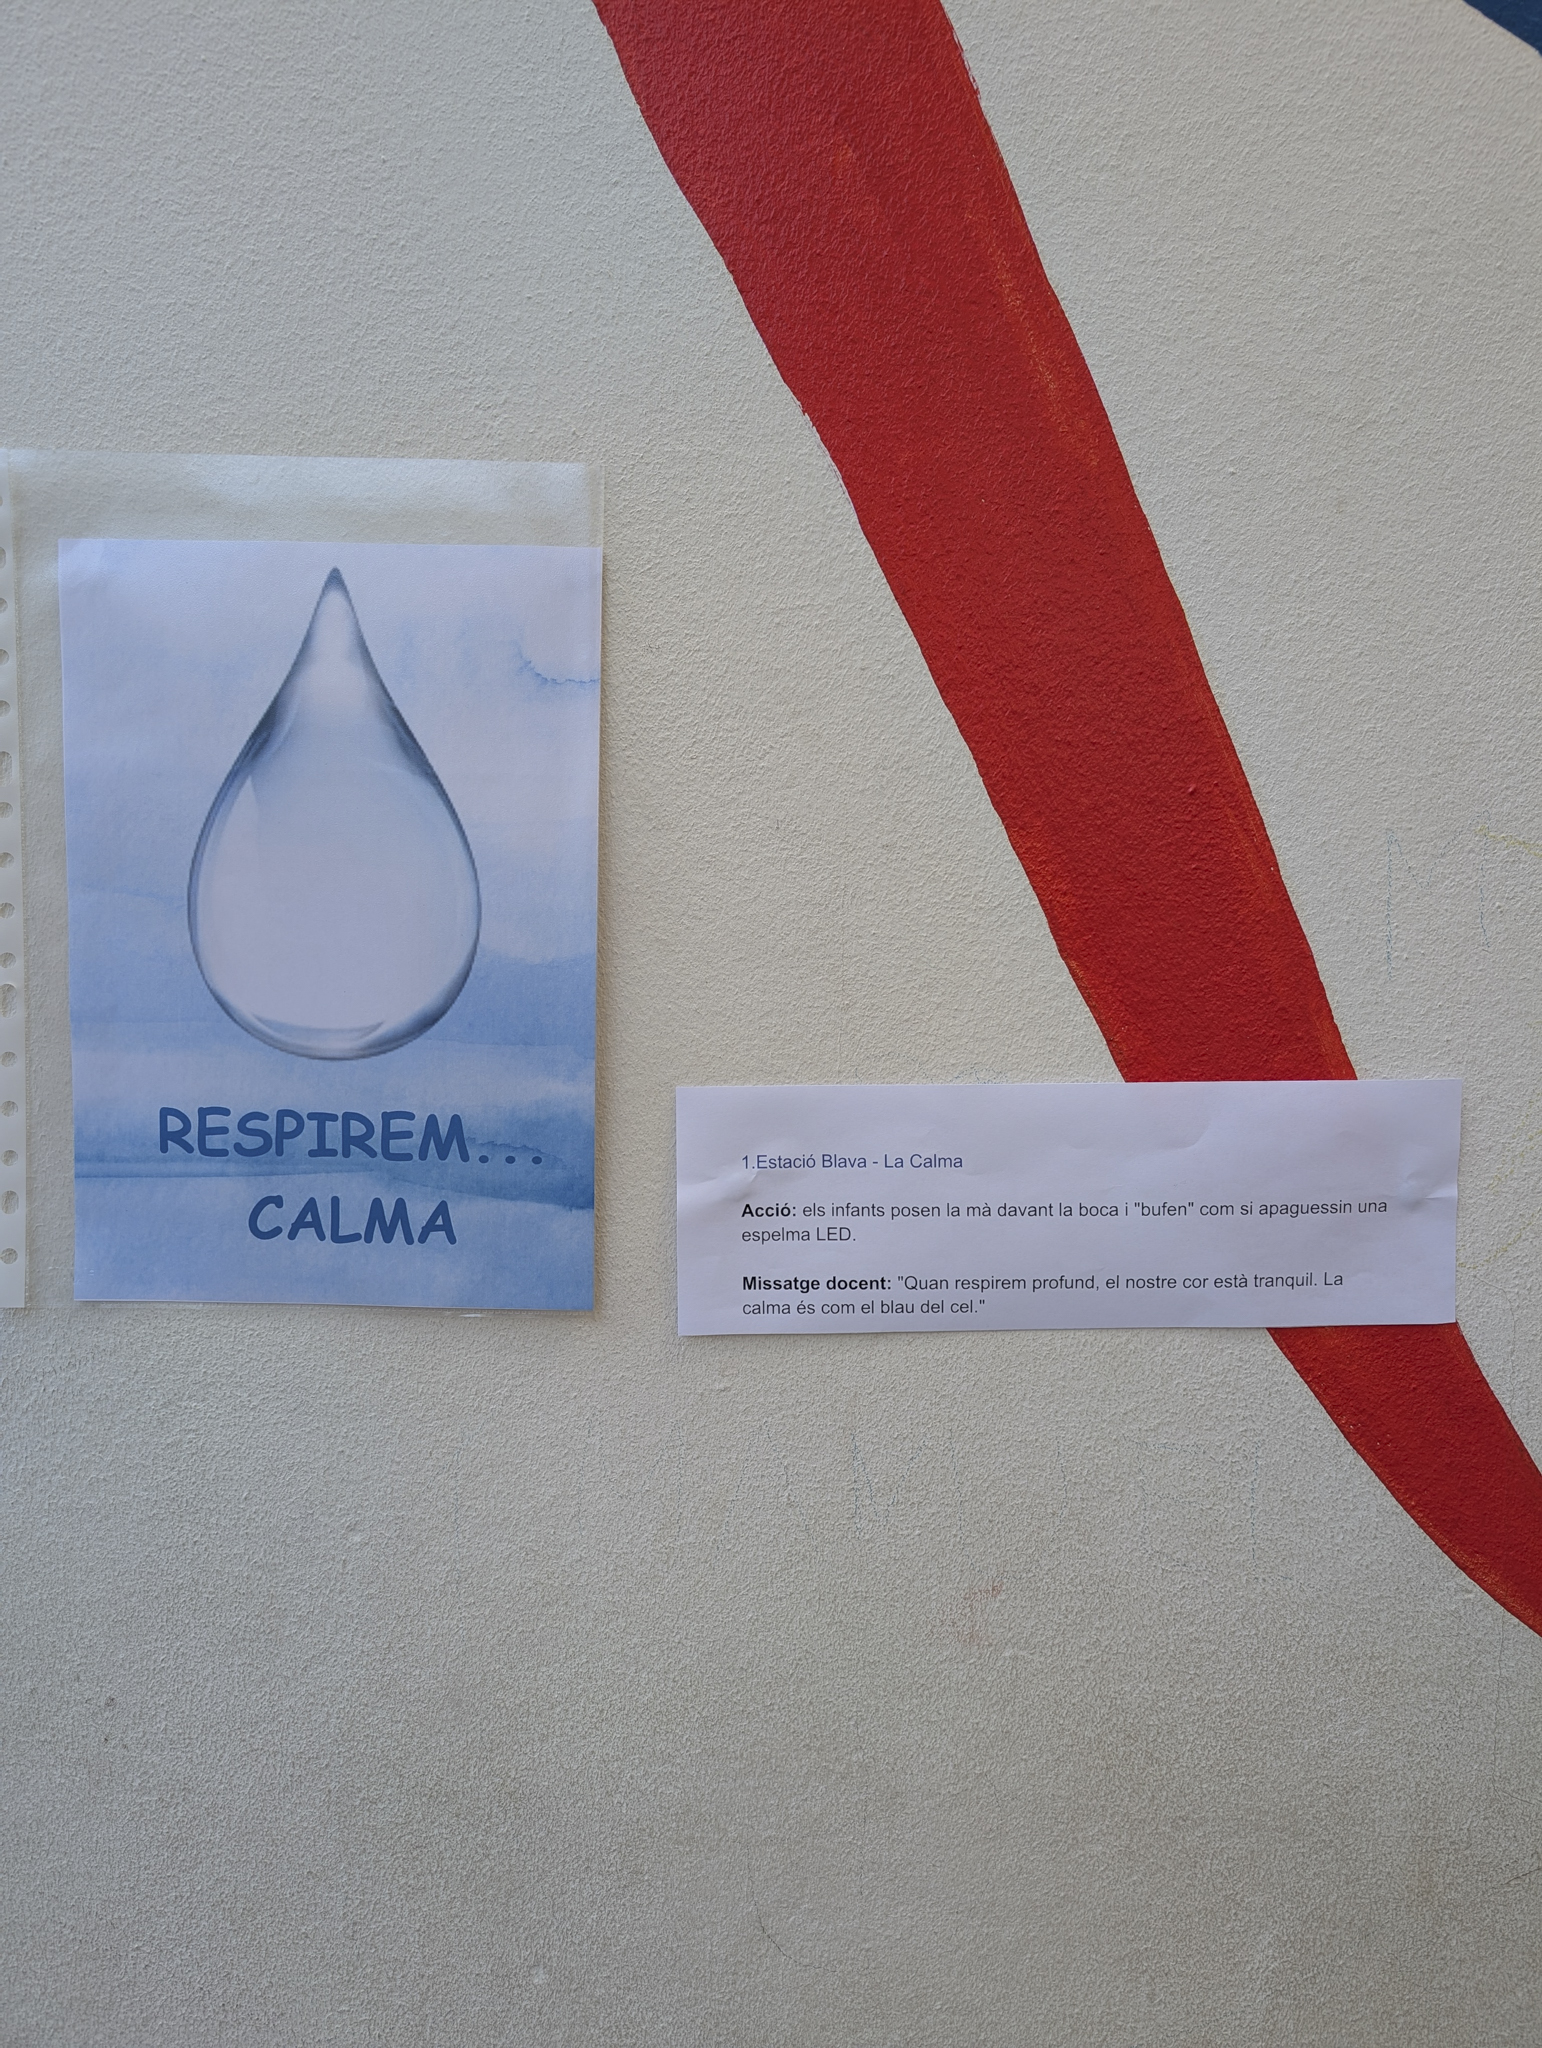 RESPIREM...
CALMA
1.Estació Blava - La Calma
Acció: els infants posen la mà davant la boca i "bufen" com si apaguessin una
espelma LED.
Missatge docent: "Quan respirem profund, el nostre cor està tranquil. La
calma és com el blau del cel."